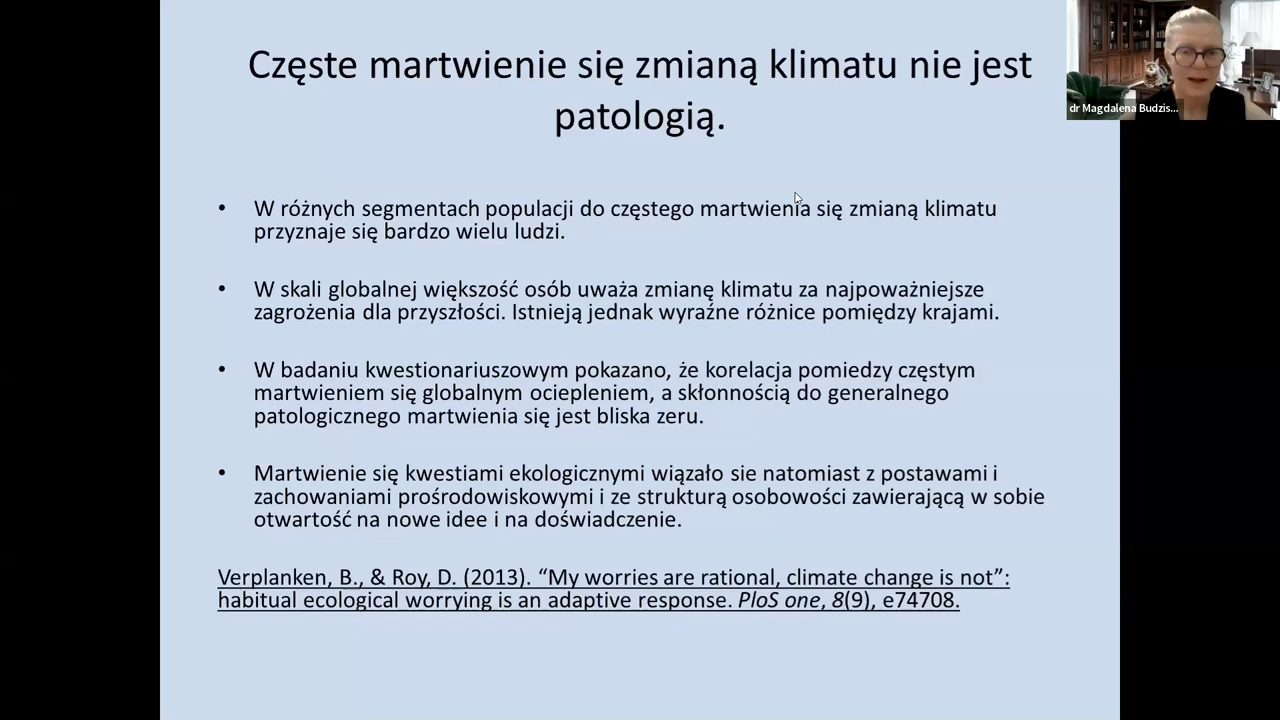 Częste martwienie się zmianą klimatu nie jest
patologią.
dr Magdalena Budzis...
• W różnych segmentach populacji do częstego martwienia się zmianą klimatu
przyznaje się bardzo wielu ludzi.
• W skali globalnej większość osób uważa zmianę klimatu za najpoważniejsze
zagrożenia dla przyszłości. Istnieją jednak wyraźne różnice pomiędzy krajami.
• W badaniu kwestionariuszowym pokazano, że korelacja pomiedzy częstym
martwieniem się globalnym ociepleniem, a skłonnością do generalnego
patologicznego martwienia się jest bliska zeru.
• Martwienie się kwestiami ekologicznymi wiązało sie natomiast z postawami i
zachowaniami prośrodowiskowymi i ze strukturą osobowości zawierającą w sobie
otwartość na nowe idee i na doświadczenie.
Verplanken, B., & Roy, D. (2013). “My worries are rational, climate change is not”:
habitual ecological worrying is an adaptive response. PloS one, 8(9), e74708.